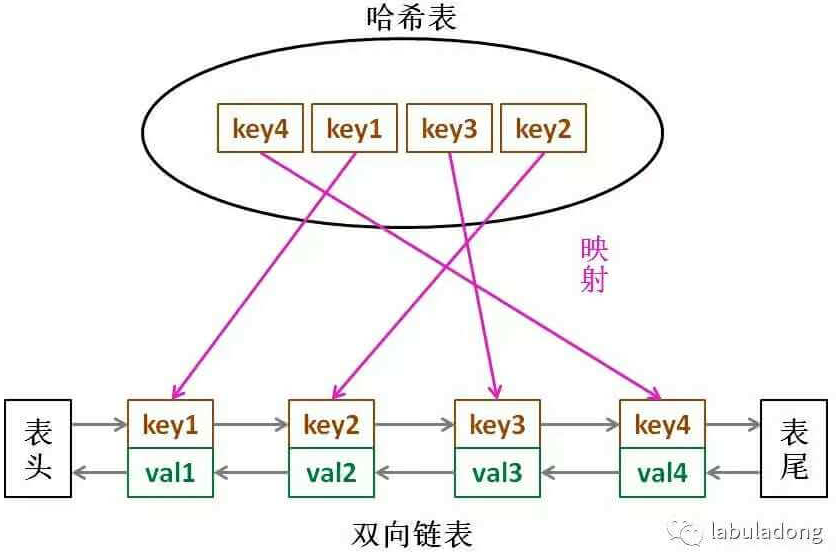 哈希表
key4 key1 key3 key2
映
射
表
头
key1 key2 key3 key4
val1 val2 val3 val4
表
尾
双向链表
labuladong